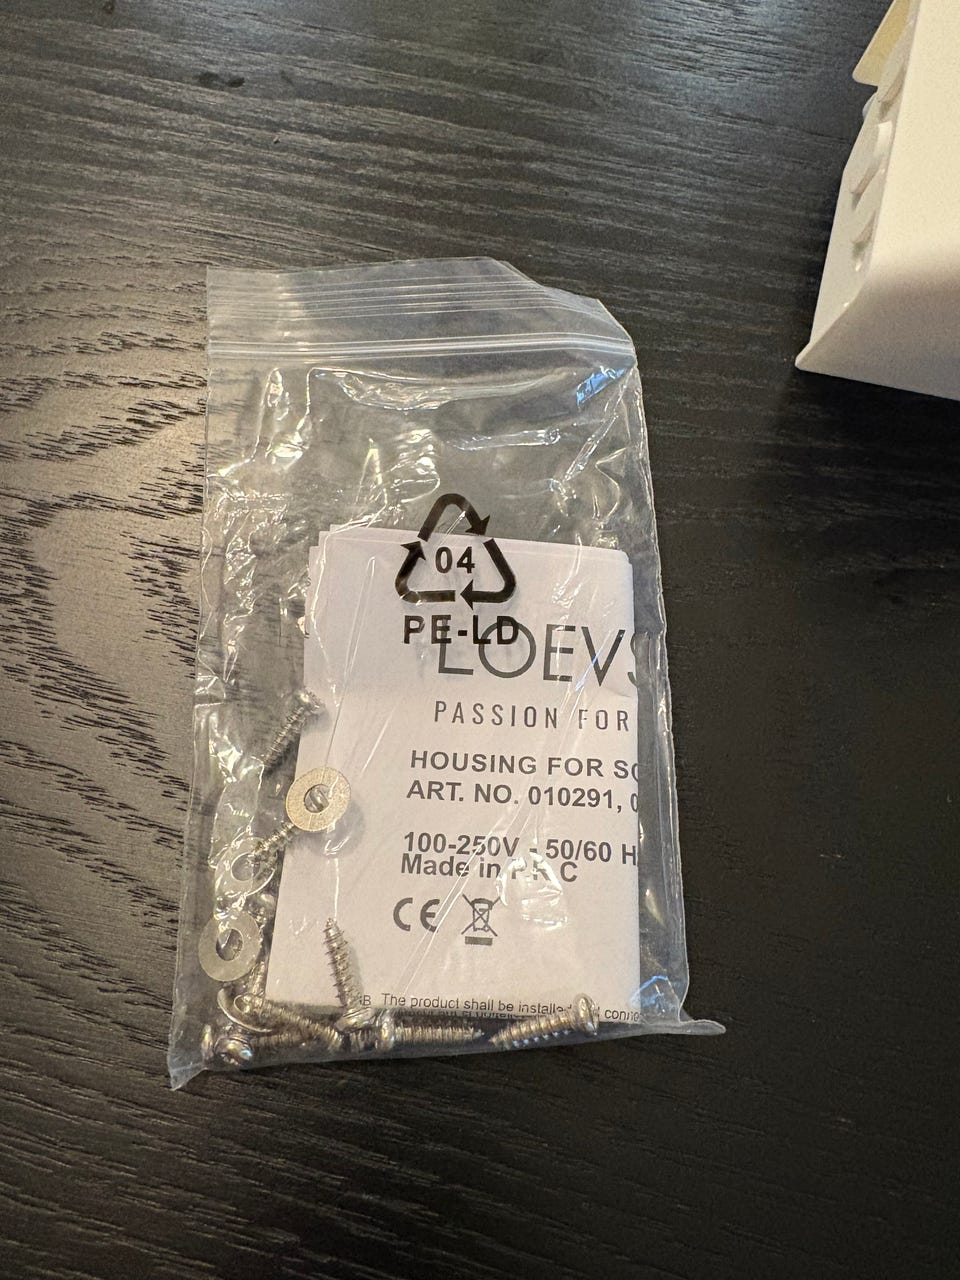 04
PE-LD
LOEVS
PASSION FOR
HOUSING FOR
ART. NO. 010291,
100-250V - 50/60
Made in P.R.C
CE
The product shall be installed